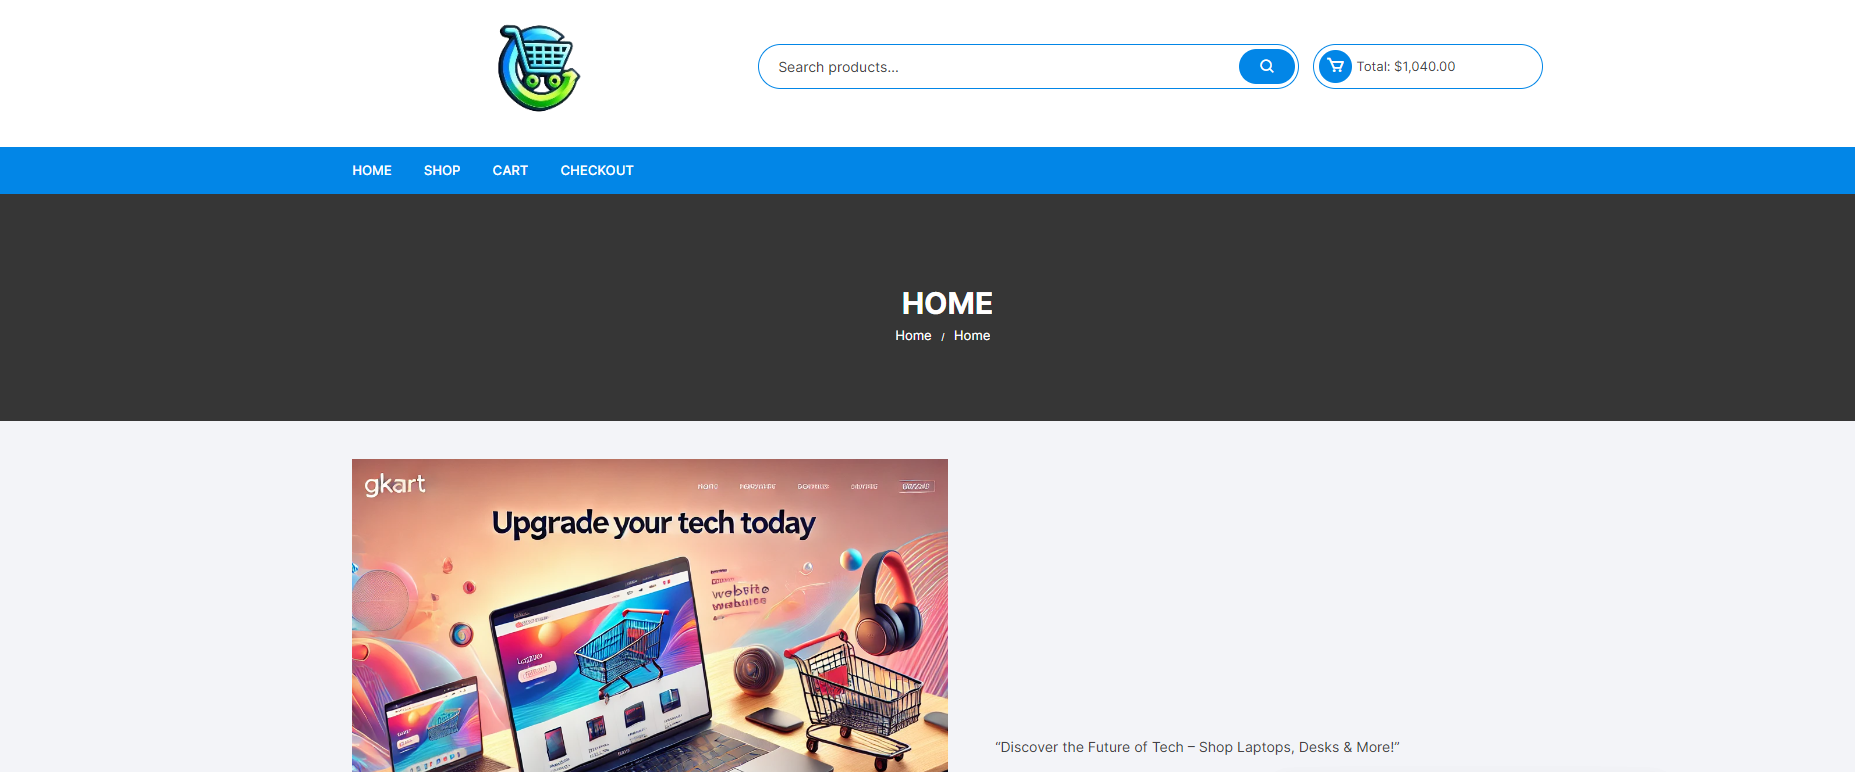 Search products...
Total: $1,040.00
HOME SHOP CART CHECKOUT
HOME
Home / Home
gkart
Upgrade your tech today
website
“Discover the Future of Tech – Shop Laptops, Desks & More!”